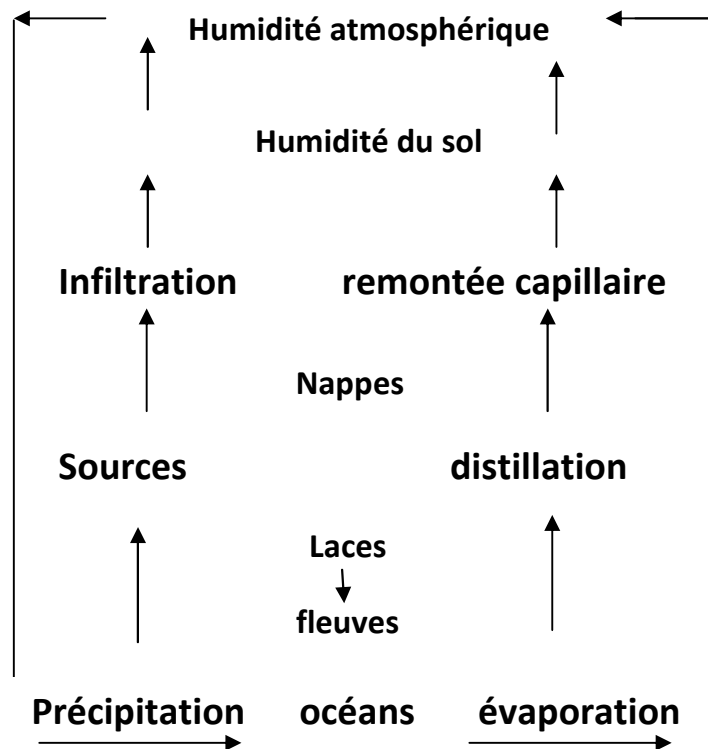 Humidité atmosphérique
Humidité du sol
Infiltration remontée capillaire
Nappes
Sources distillation
Laces
fleuves
Précipitation océans évaporation